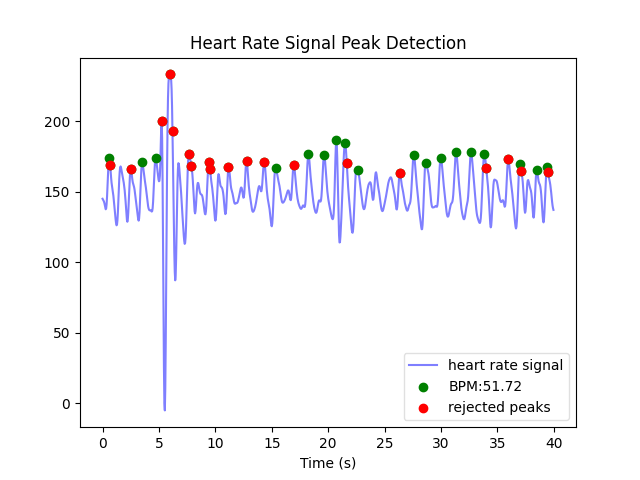 Heart Rate Signal Peak Detection
200
150
100
50
0
heart rate signal
BPM:51.72
rejected peaks
0 5 10 15 20 25 30 35 40
Time (s)